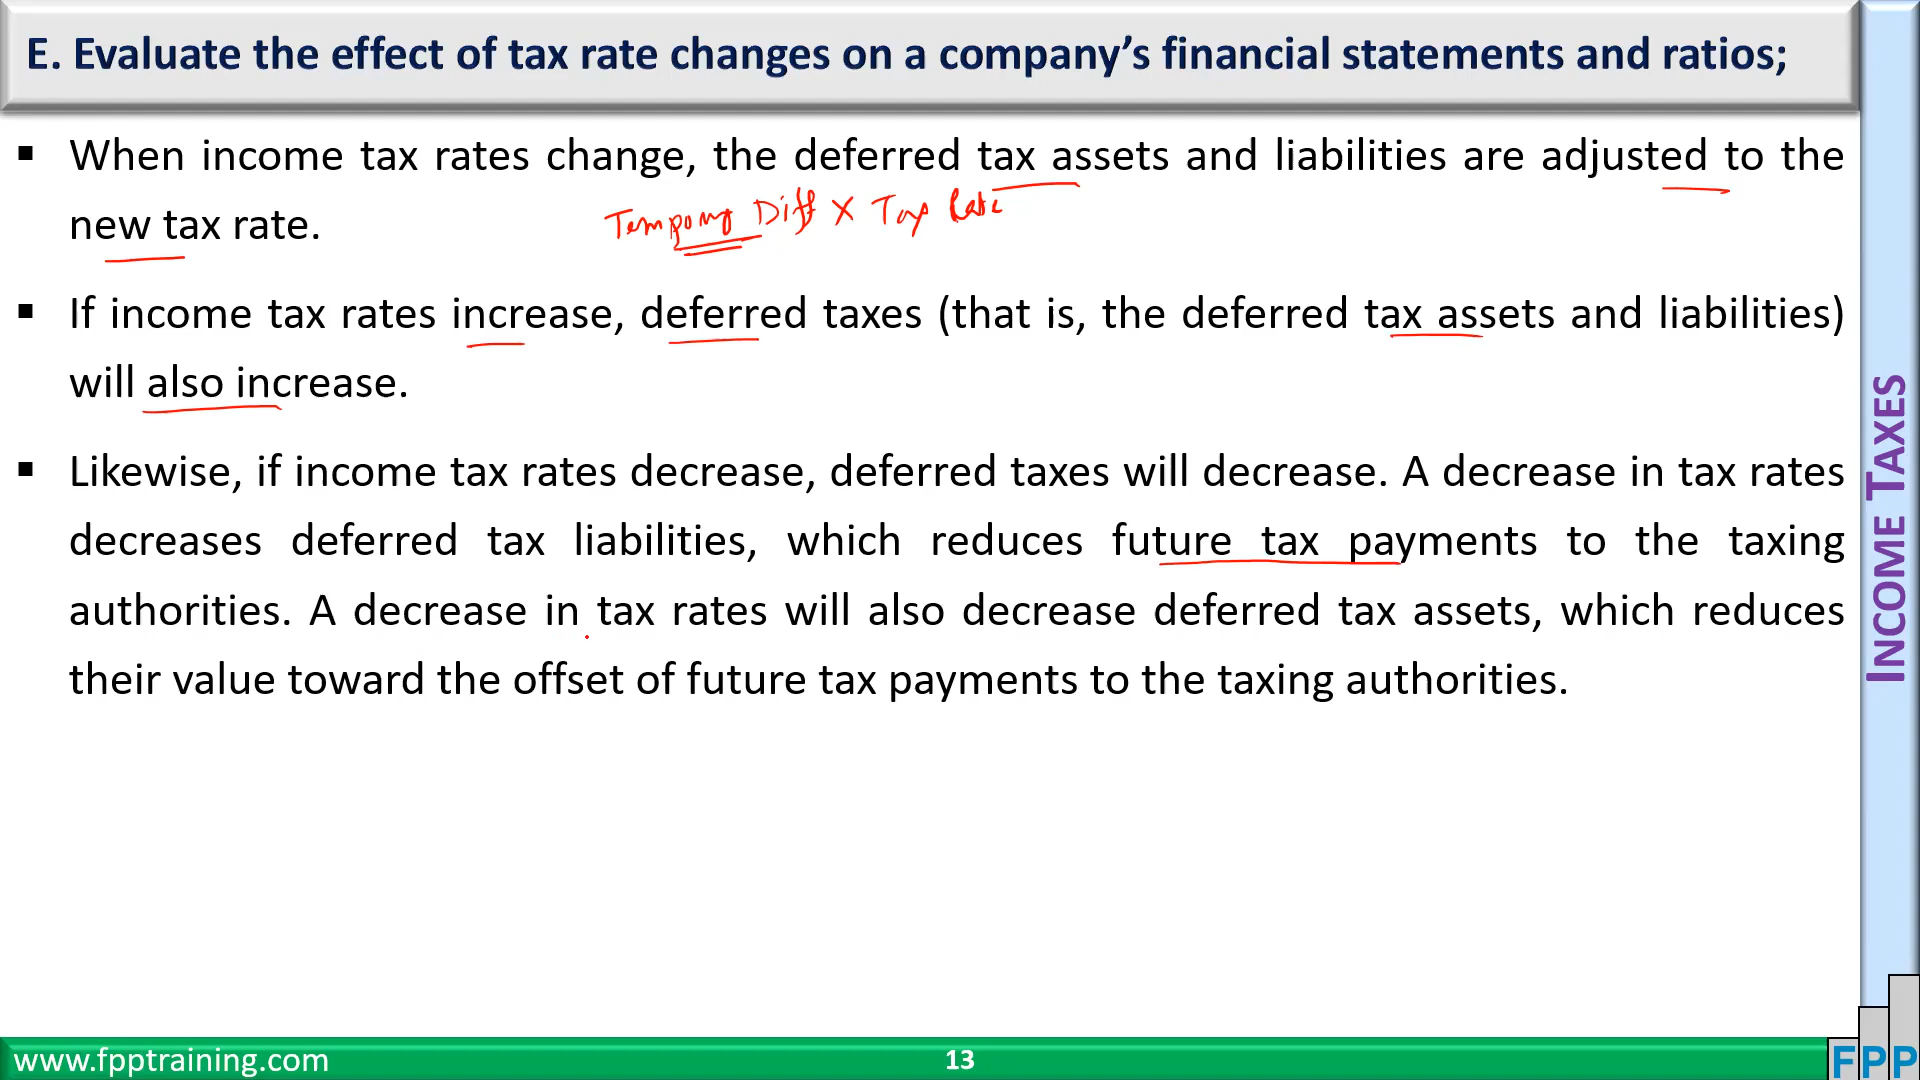 E. Evaluate the effect of tax rate changes on a company's financial statements and ratios;
▪ When income tax rates change, the deferred tax assets and liabilities are adjusted to the
new tax rate.
Temporary Diff X Tax Rate
▪ If income tax rates increase, deferred taxes (that is, the deferred tax assets and liabilities)
will also increase.
▪ Likewise, if income tax rates decrease, deferred taxes will decrease. A decrease in tax rates
decreases deferred tax liabilities, which reduces future tax payments to the taxing
authorities. A decrease in tax rates will also decrease deferred tax assets, which reduces
their value toward the offset of future tax payments to the taxing authorities.
INCOME TAXES
www.fpptraining.com
13
FPP